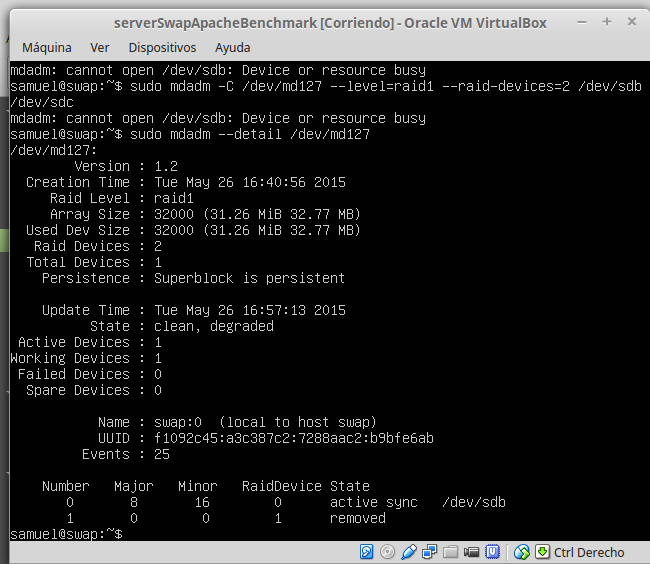 serverSwapApacheBenchmark [Corriendo] - Oracle VM VirtualBox
Máquina Ver Dispositivos Ayuda
mdadm: cannot open /dev/sdb: Device or resource busy
samuel@swap:~$ sudo mdadm -C /dev/md127 --level=raid1 --raid-devices=2 /dev/sdb
/dev/sdc
mdadm: cannot open /dev/sdb: Device or resource busy
samuel@swap:~$ sudo mdadm --detail /dev/md127
/dev/md127:
Version : 1.2
Creation Time : Tue May 26 16:40:56 2015
Raid Level : raid1
Array Size : 32000 (31.26 MiB 32.77 MB)
Used Dev Size : 32000 (31.26 MiB 32.77 MB)
Raid Devices : 2
Total Devices : 1
Persistence : Superblock is persistent
Update Time : Tue May 26 16:57:13 2015
State : clean, degraded
Active Devices : 1
Working Devices : 1
Failed Devices : 0
Spare Devices : 0
Name : swap:0 (local to host swap)
UUID : f1092c45:a3c387c2:7288aac2:b9bfe6ab
Events : 25
Number Major Minor RaidDevice State
0 8 16 0 active sync /dev/sdb
1 0 0 1 removed
samuel@swap:~$
Ctrl Derecho